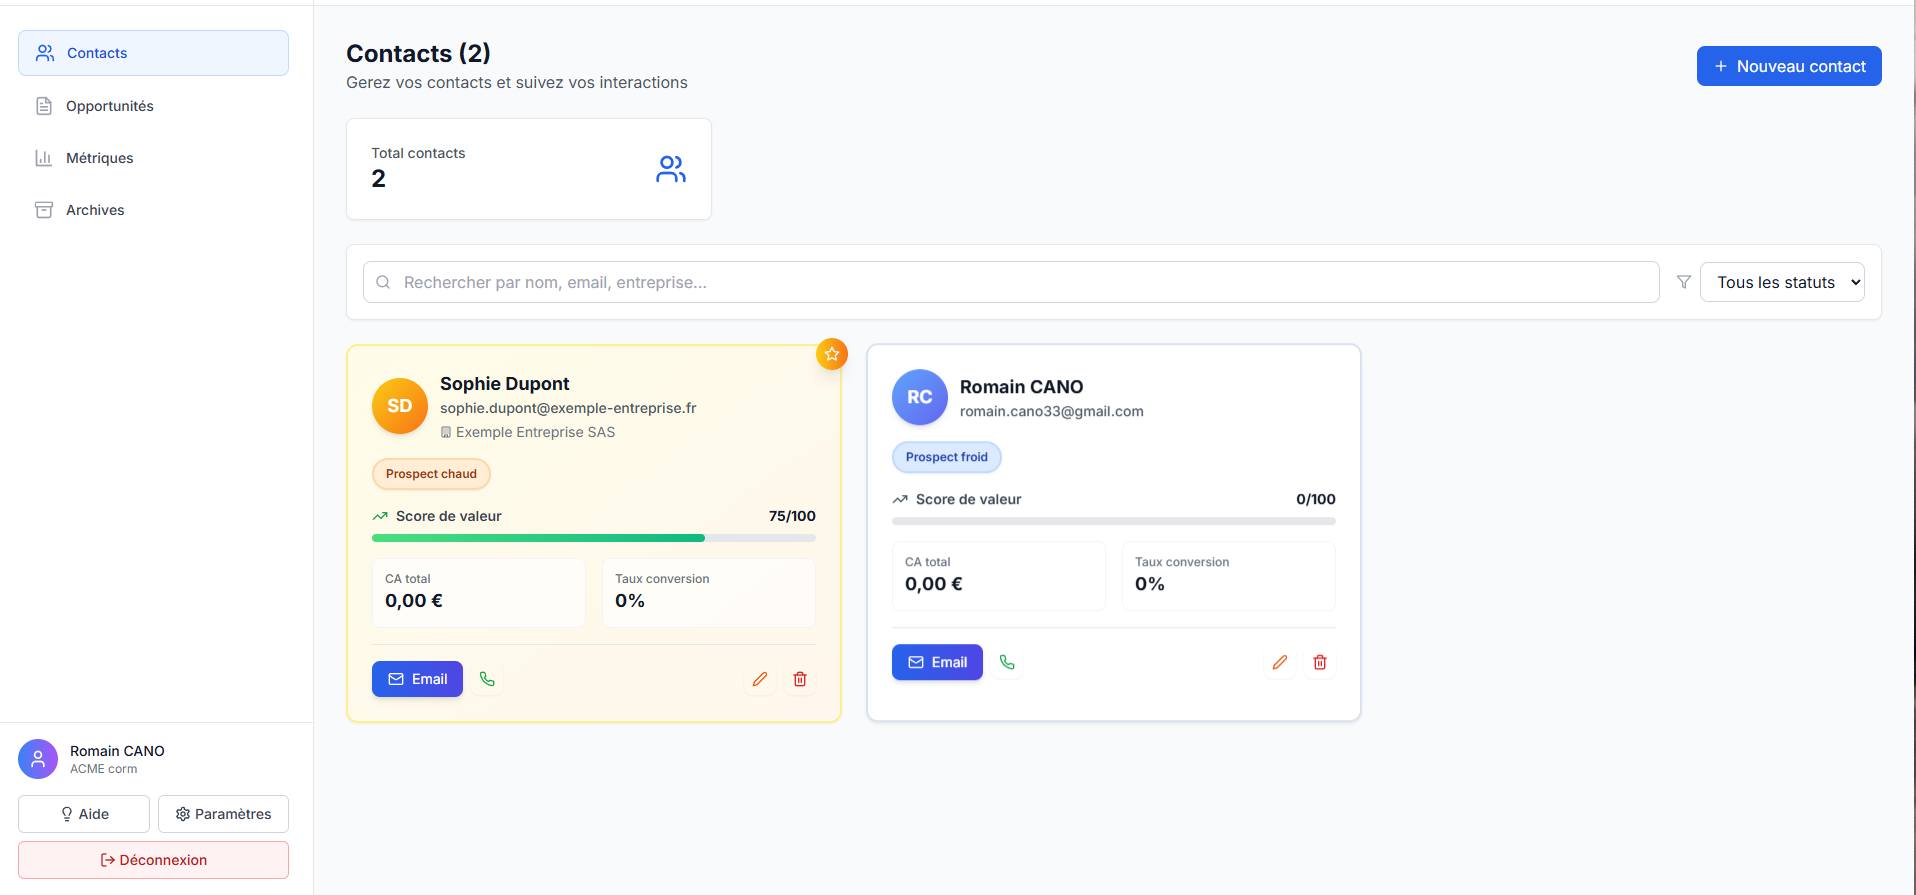 Contacts
Opportunités
Métriques
Archives
Romain CANO
ACME corm
Aide
Paramètres
Déconnexion
Contacts (2)
Gerez vos contacts et suivez vos interactions
Nouveau contact
Total contacts
2
Rechercher par nom, email, entreprise...
Tous les statuts
SD
Sophie Dupont
sophie.dupont@exemple-entreprise.fr
Exemple Entreprise SAS
Prospect chaud
Score de valeur 75/100
CA total
0,00 €
Taux conversion
0%
Email
RC
Romain CANO
romain.cano33@gmail.com
Prospect froid
Score de valeur 0/100
CA total
0,00 €
Taux conversion
0%
Email